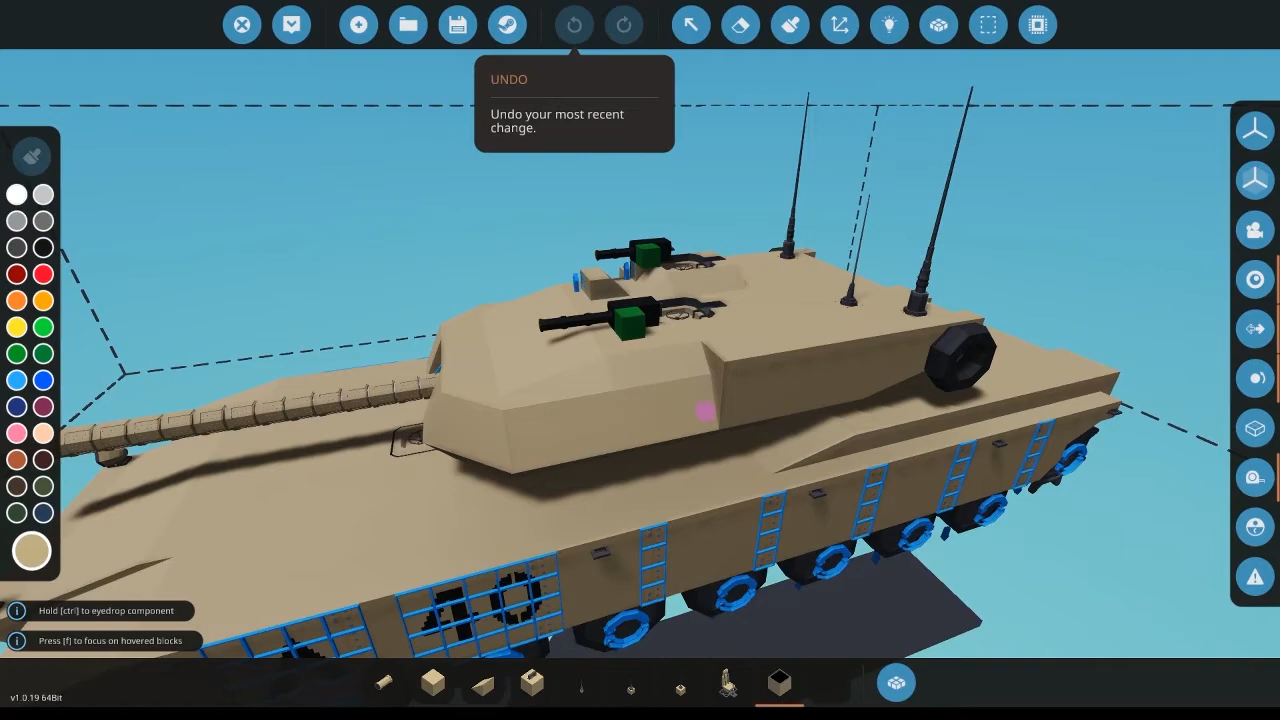 UNDO
Undo your most recent
change.
Hold [ctrl] to eyedrop component
Press [f] to focus on hovered blocks
v1.0.19 64Bit